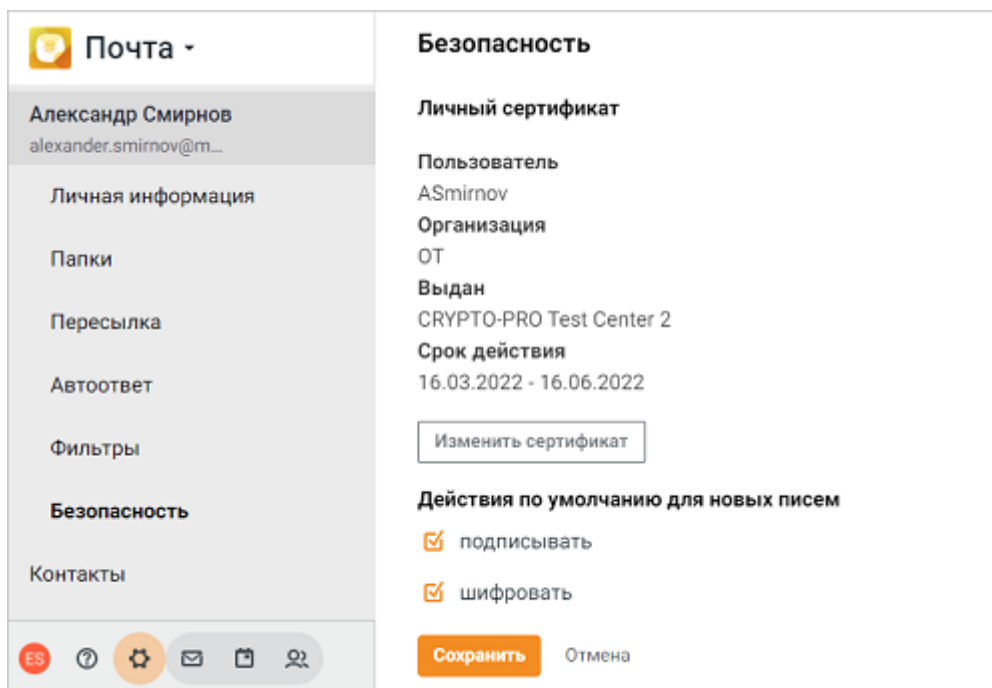 Почта
Александр Смирнов
alexander.smirnov@m...
Личная информация
Папки
Пересылка
Автоответ
Фильтры
Безопасность
Контакты
ES
Безопасность
Личный сертификат
Пользователь
ASmirnov
Организация
ОТ
Выдан
CRYPTO-PRO Test Center 2
Срок действия
16.03.2022 - 16.06.2022
Изменить сертификат
Действия по умолчанию для новых писем
подписывать
шифровать
Сохранить Отмена